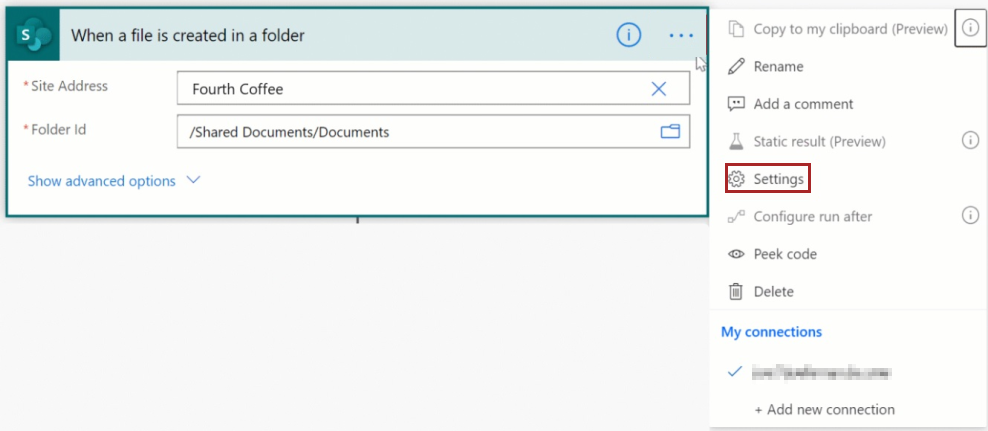 S
When a file is created in a folder
* Site Address
Fourth Coffee
* Folder Id
/Shared Documents/Documents
Show advanced options
Copy to my clipboard (Preview)
Rename
Add a comment
Static result (Preview)
Settings
Configure run after
Peek code
Delete
My connections
+ Add new connection